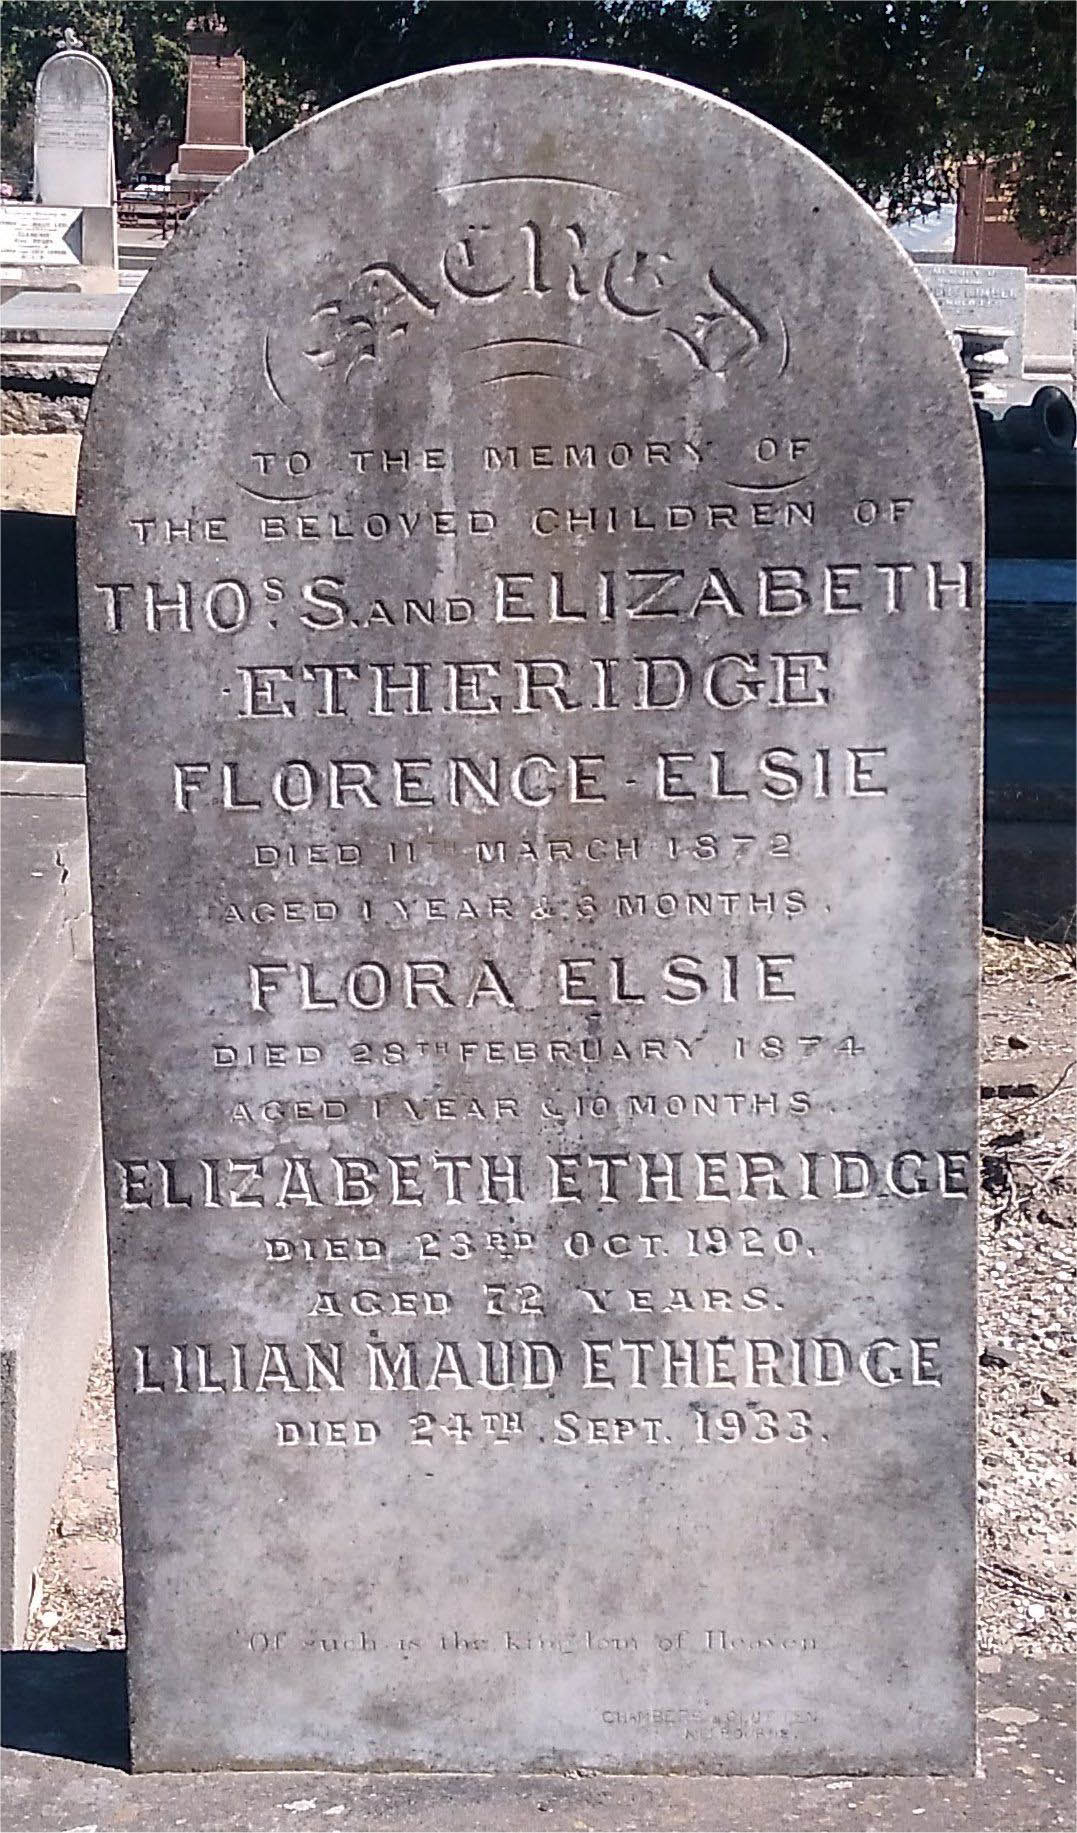 SACRED
TO THE MEMORY OF
THE BELOVED CHILDREN OF
THOS. S. AND ELIZABETH
ETHERIDGE
FLORENCE ELSIE
DIED 11TH MARCH 1872
AGED 1 YEAR & 3 MONTHS.
FLORA ELSIE
DIED 28TH FEBRUARY 1874
AGED 1 YEAR & 10 MONTHS.
ELIZABETH ETHERIDGE
DIED 23RD OCT. 1920.
AGED 72 YEARS.
LILIAN MAUD ETHERIDGE
DIED 24TH SEPT. 1933.
"Of such is the kingdom of Heaven
CHAMBERS & CLUTTEN
MELBOURNE.